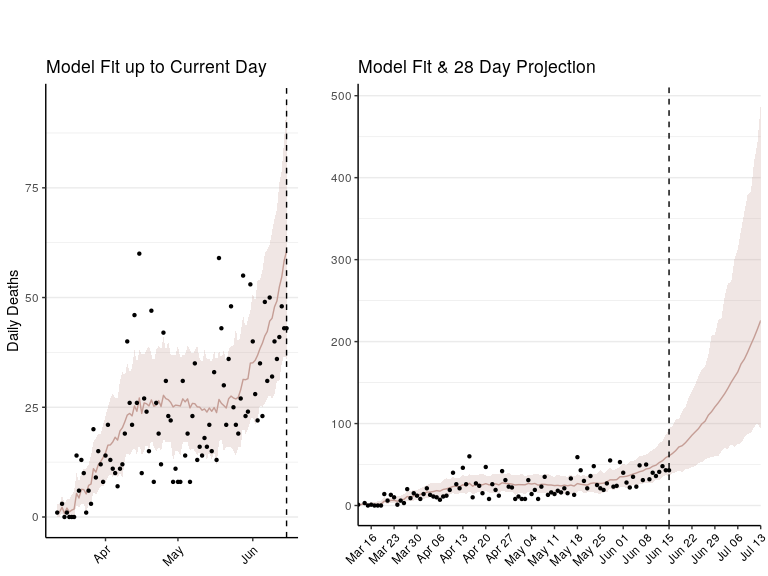 Model Fit up to Current Day
Daily Deaths
75
50
25
0
Apr
May
Jun
Model Fit & 28 Day Projection
500
400
300
200
100
0
Mar 16
Mar 23
Mar 30
Apr 06
Apr 13
Apr 20
Apr 27
May 04
May 11
May 18
May 25
Jun 01
Jun 08
Jun 15
Jun 22
Jun 29
Jul 06
Jul 13